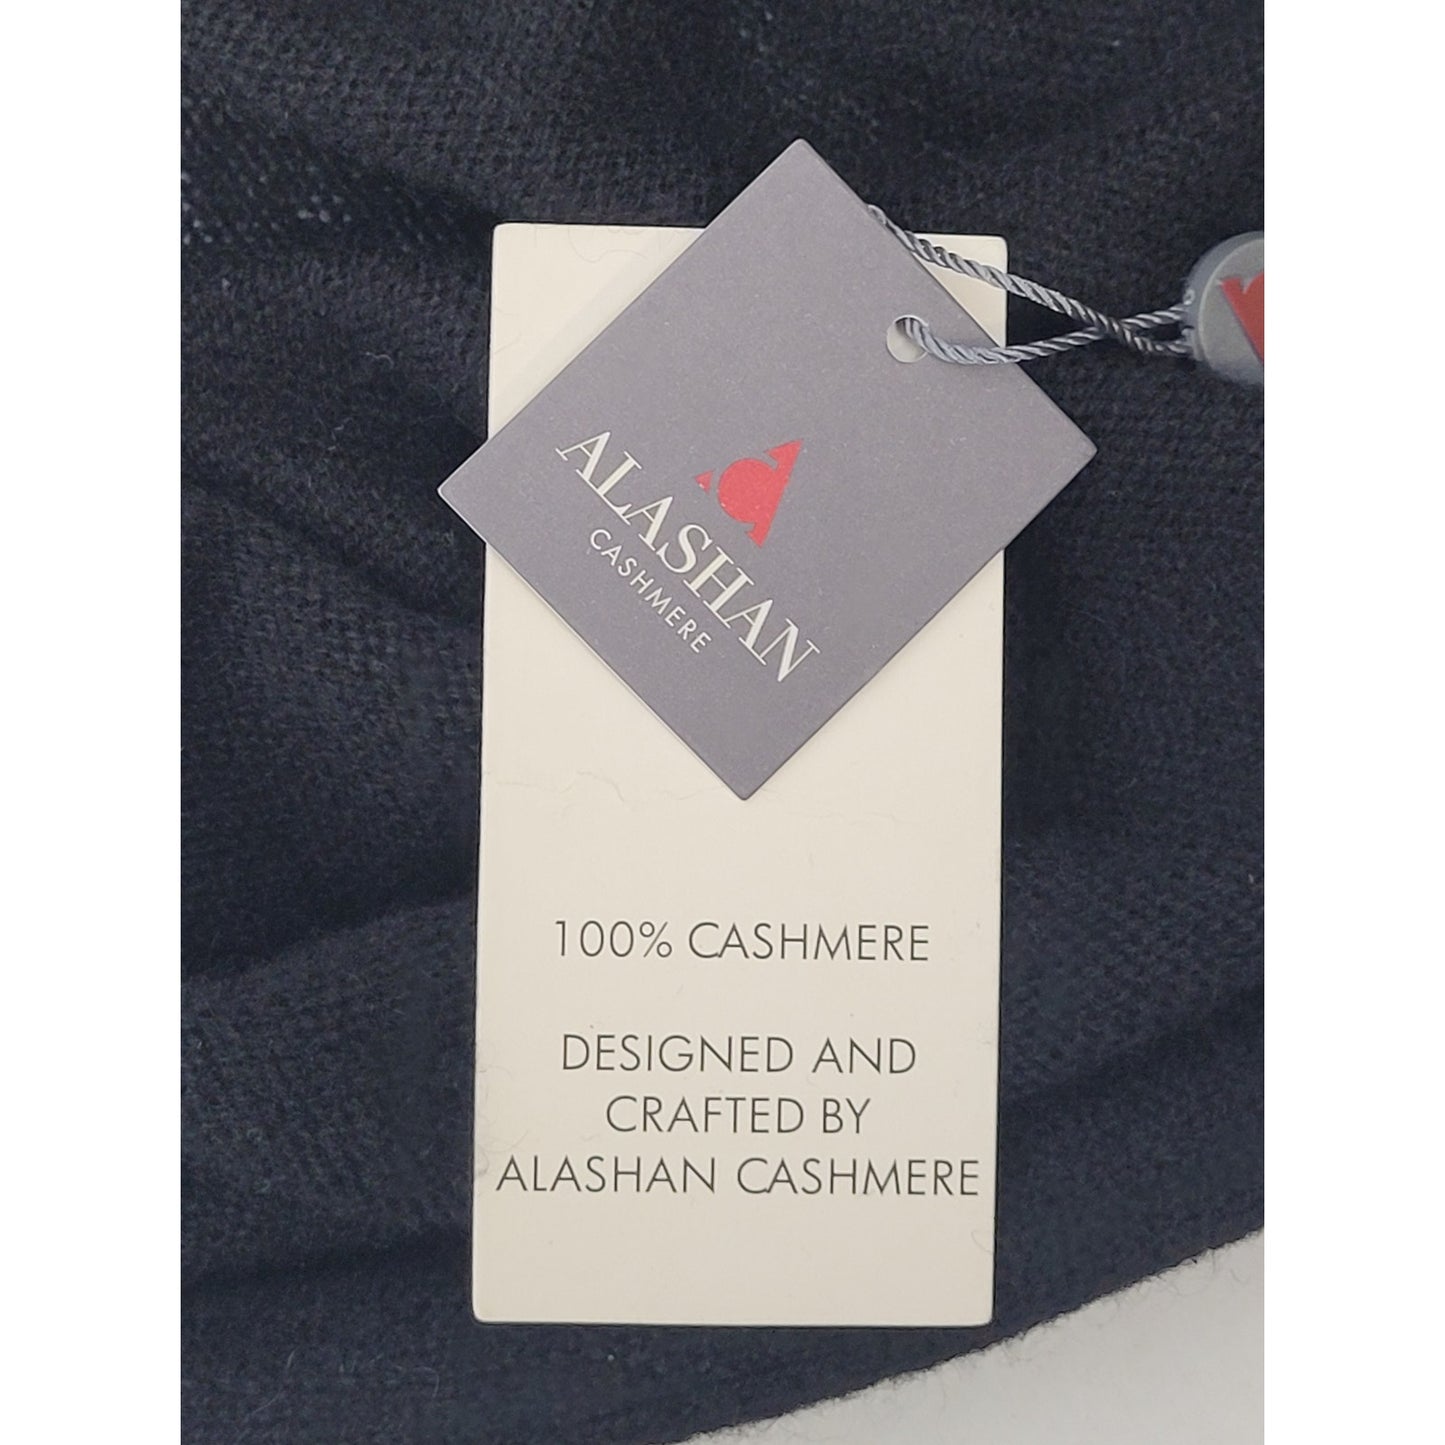 ALASHAN
CASHMERE
100% CASHMERE
DESIGNED AND
CRAFTED BY
ALASHAN CASHMERE